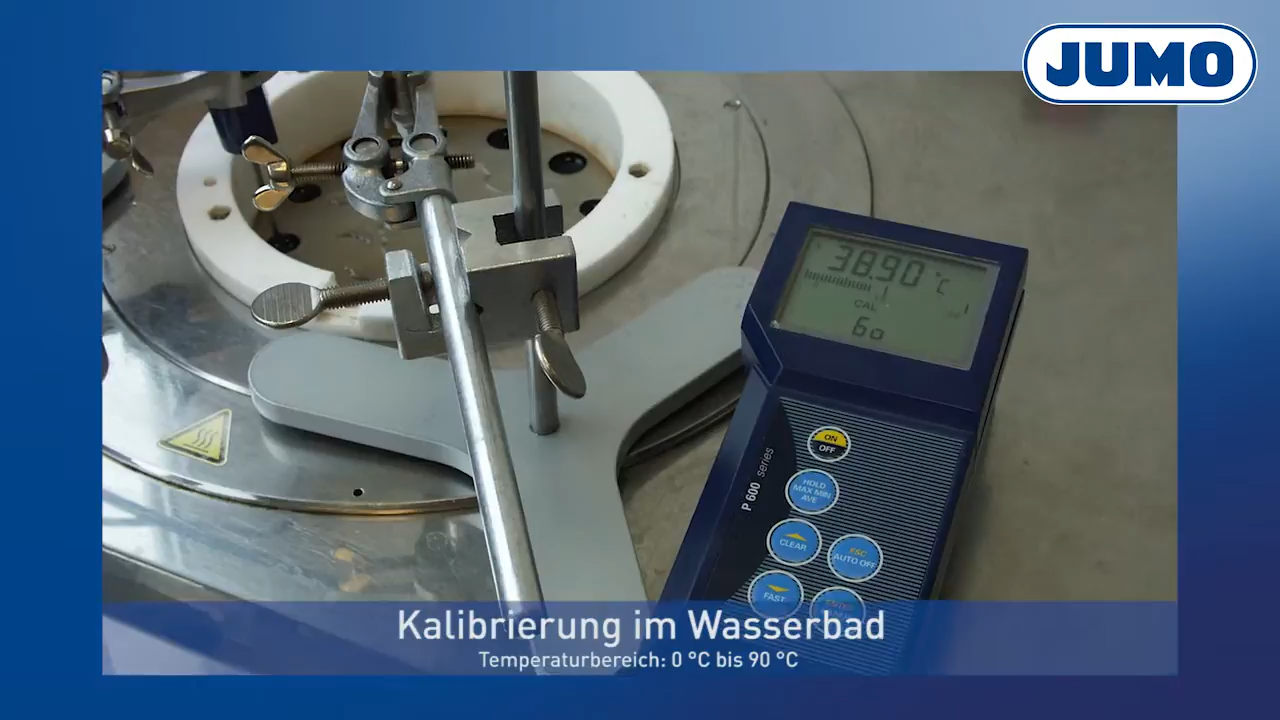 JUMO
38.90 °C
CAL
60
ON
OFF
HOLD
MAX MIN
AVE
P 600 series
CLEAR
ESC
AUTO OFF
FAST
Kalibrierung im Wasserbad
Temperaturbereich: 0 °C bis 90 °C